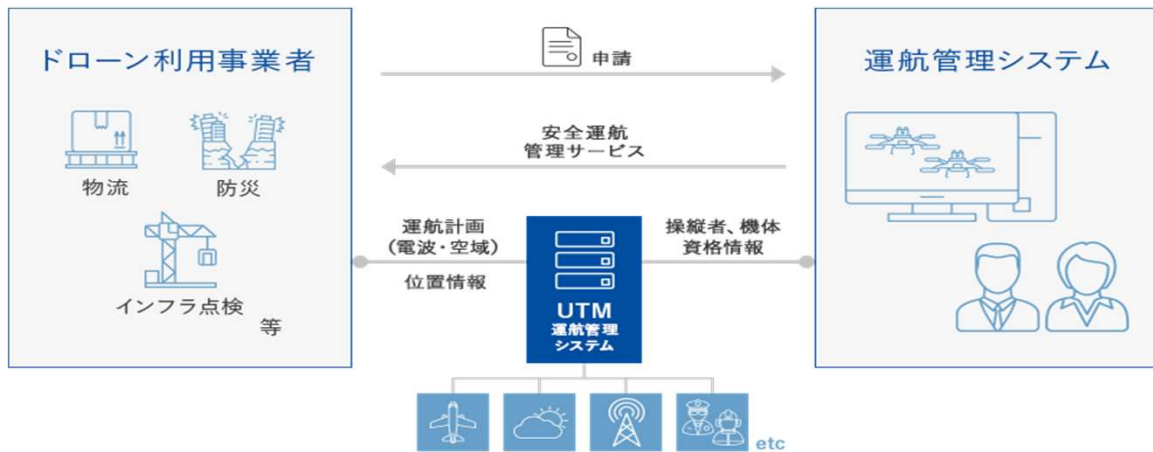 ドローン利用事業者
物流
防災
インフラ点検
等
申請
安全運航
管理サービス
運航計画
(電波・空域)
位置情報
操縦者、機体
資格情報
UTM
運航管理
システム
etc
運航管理システム